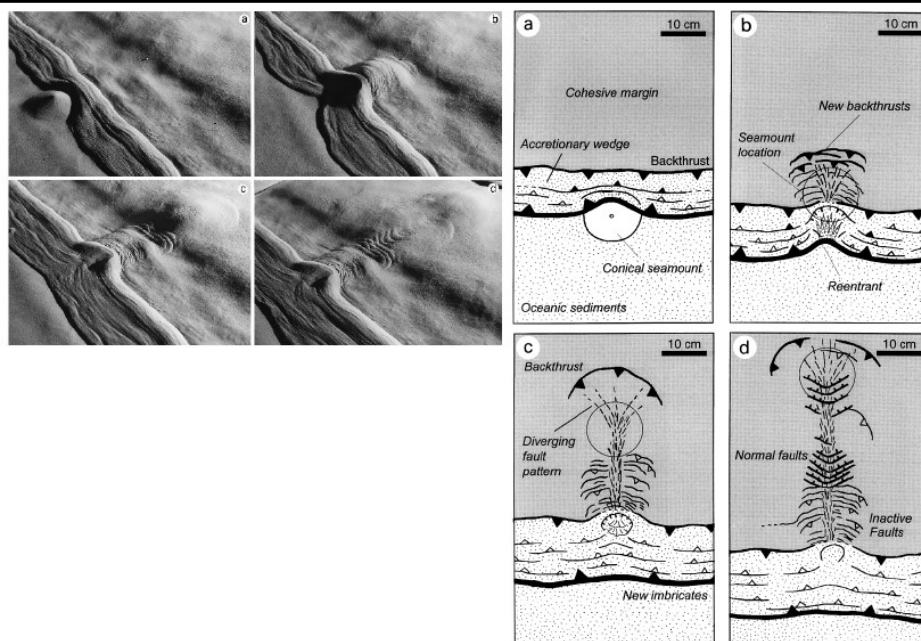 a
b
c
d
a
10 cm
Cohesive margin
Accretionary wedge
Backthrust
Conical seamount
Oceanic sediments
b
10 cm
New backthrusts
Seamount
location
Reentrant
c
10 cm
Backthrust
Diverging
fault
pattern
New imbricates
d
10 cm
Normal faults
Inactive
Faults